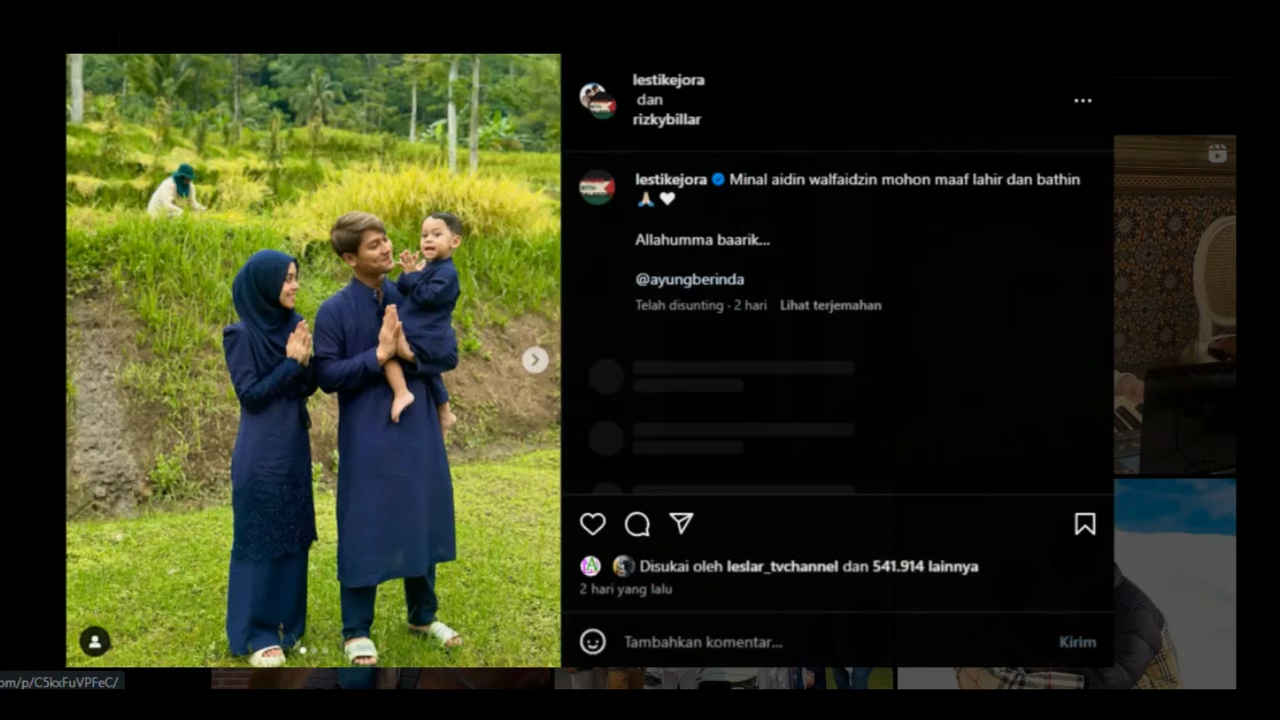 lestikejora
dan
rizkybillar
lestikejora Minal aidin walfaidzin mohon maaf lahir dan bathin
🙏🏻🤍
Allahumma baarik...
@ayungberinda
Telah disunting · 2 hari Lihat terjemahan
Disukai oleh leslar_tvchannel dan 541.914 lainnya
2 hari yang lalu
Tambahkan komentar... Kirim
om/p/C5kxFuVPFeC/